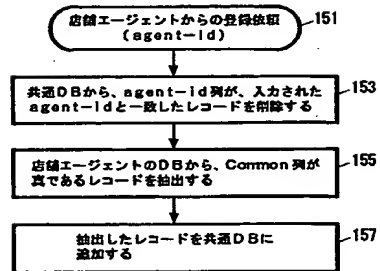 店舗エージェントからの登録依頼
(agent-id)
151
共通DBから、agent-id列が、入力された
agent-idと一致したレコードを削除する
153
店舗エージェントのDBから、Common列が
真であるレコードを抽出する
155
抽出したレコードを共通DBに
追加する
157